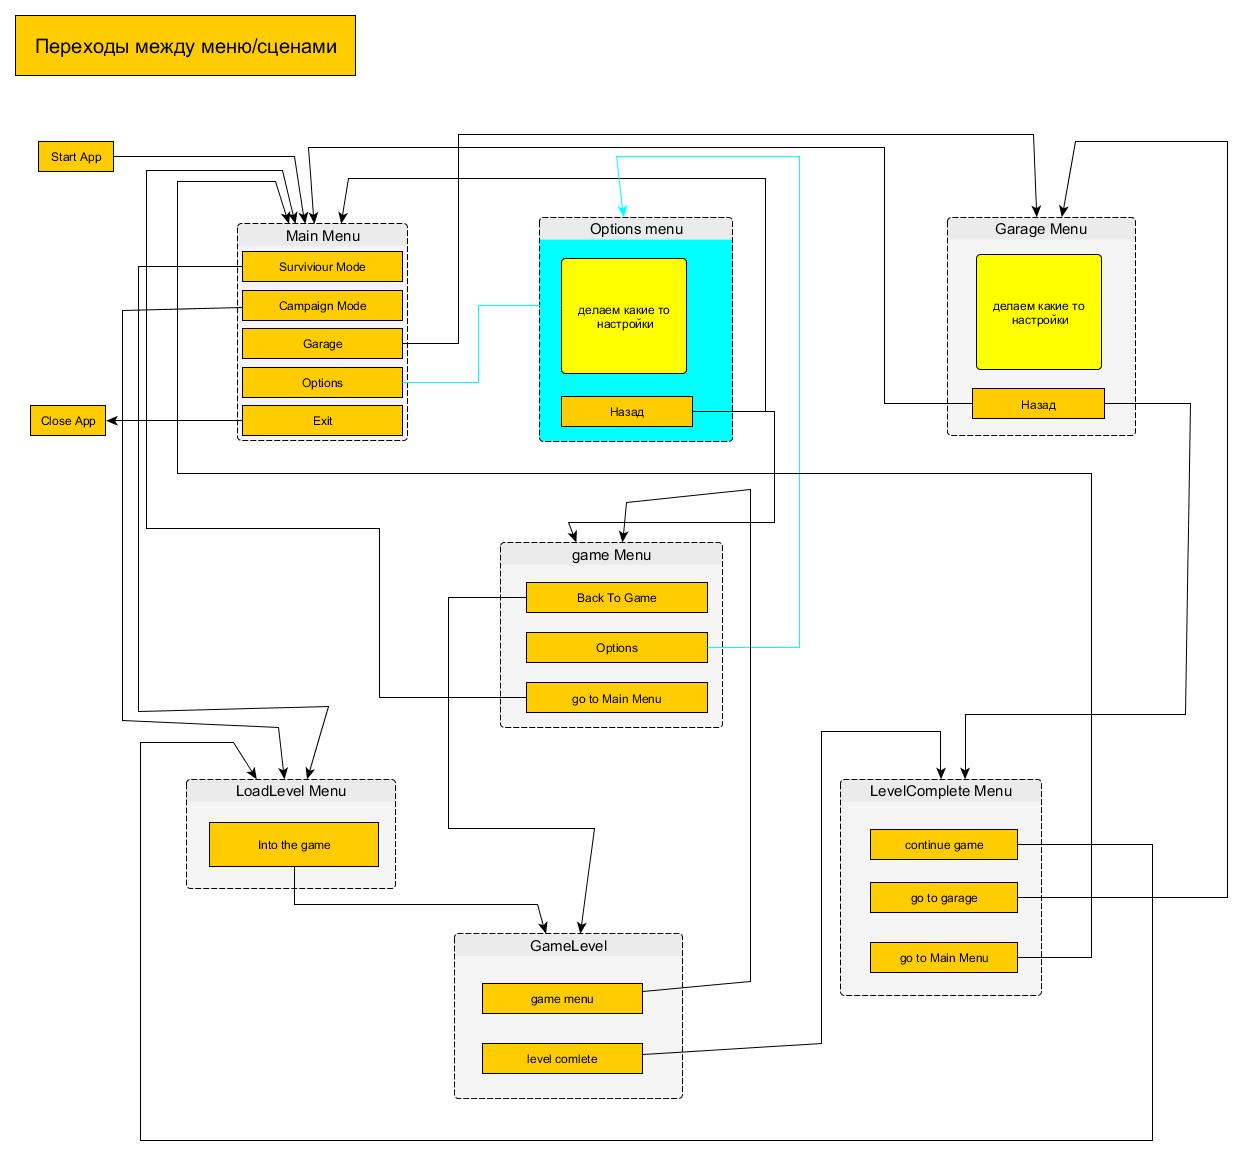 Переходы между меню/сценами
Start App
Main Menu
Surviviour Mode
Campaign Mode
Garage
Options
Exit
Close App
Options menu
делаем какие то
настройки
Назад
Garage Menu
делаем какие то
настройки
Назад
game Menu
Back To Game
Options
go to Main Menu
LoadLevel Menu
Into the game
LevelComplete Menu
continue game
go to garage
go to Main Menu
GameLevel
game menu
level comlete